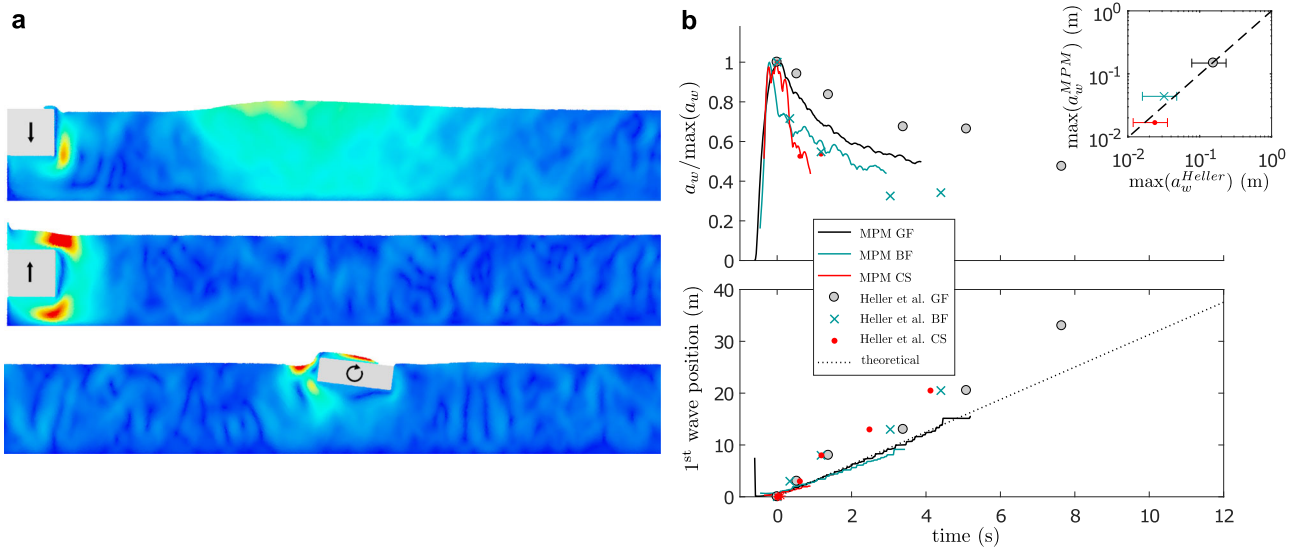 a
b
a_w/max(a_w)
1
0.8
0.6
0.4
0.2
0
max(a_w^{MPM}) (m)
10^0
10^{-1}
10^{-2}
10^{-2} 10^{-1} 10^0
max(a_w^{Heller}) (m)
MPM GF
MPM BF
MPM CS
Heller et al. GF
Heller et al. BF
Heller et al. CS
theoretical
1^{st} wave position (m)
40
30
20
10
0
0 2 4 6 8 10 12
time (s)